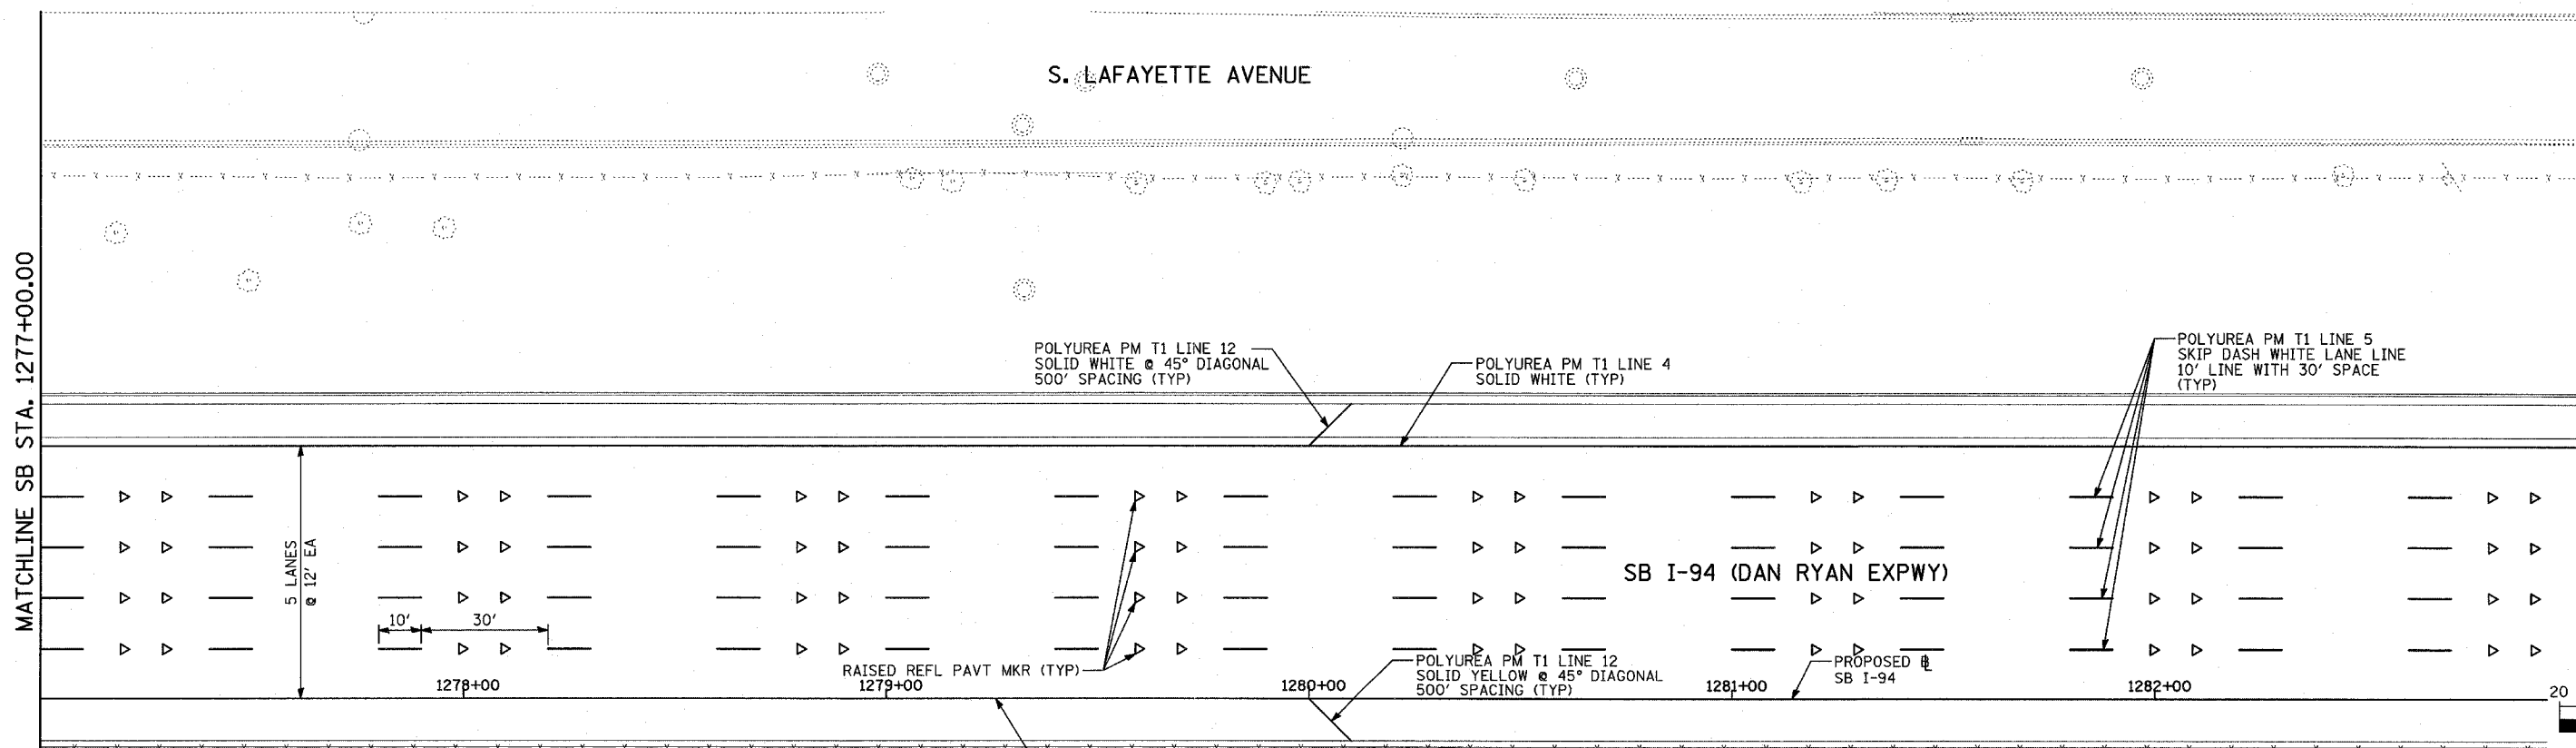 S. LAFAYETTE AVENUE
MATCHLINE SB STA. 1277+00.00
POLYUREA PM T1 LINE 12
SOLID WHITE @ 45° DIAGONAL
500' SPACING (TYP)
POLYUREA PM T1 LINE 4
SOLID WHITE (TYP)
POLYUREA PM T1 LINE 5
SKIP DASH WHITE LANE LINE
10' LINE WITH 30' SPACE
(TYP)
5 LANES
@ 12' EA
SB I-94 (DAN RYAN EXPWY)
10'
30'
RAISED REFL PAVT MKR (TYP)
POLYUREA PM T1 LINE 12
SOLID YELLOW @ 45° DIAGONAL
500' SPACING (TYP)
PROPOSED BL
SB I-94
1278+00
1279+00
1280+00
1281+00
1282+00
20